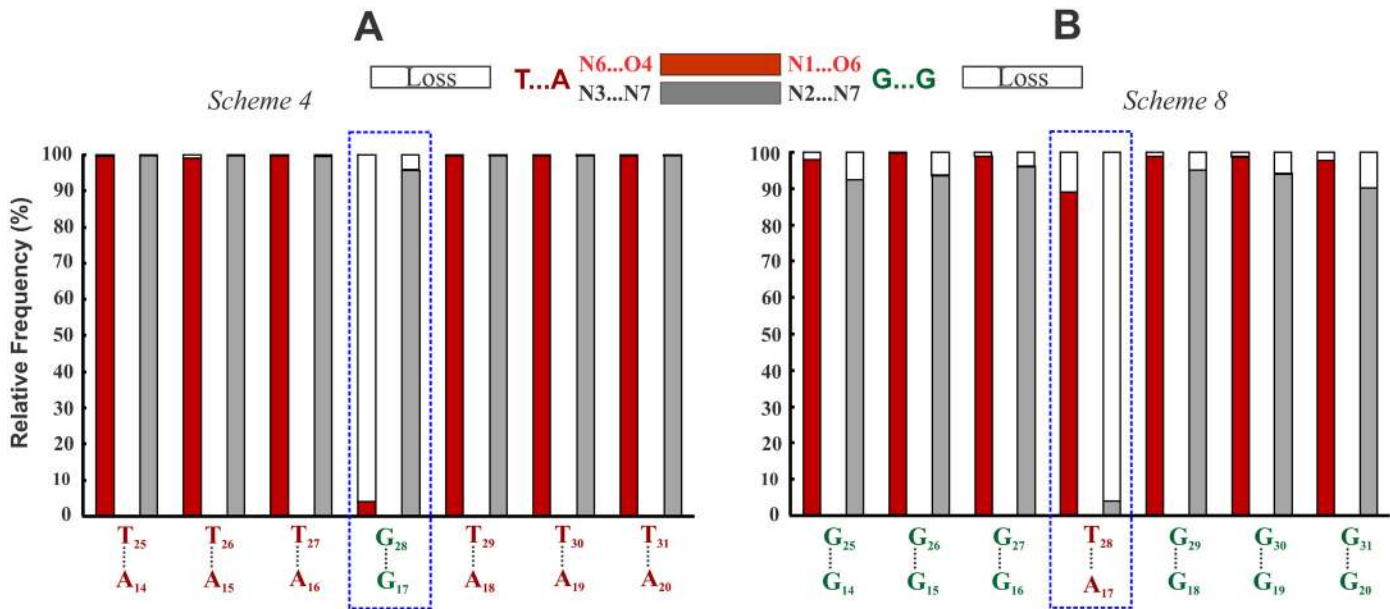 A
B
Loss
T...A
N6...O4
N1...O6
N3...N7
N2...N7
G...G
Loss
Scheme 4
Scheme 8
Relative Frequency (%)
100
90
80
70
60
50
40
30
20
10
0
T25 T26 T27 G28 T29 T30 T31
A14 A15 A16 G17 A18 A19 A20
100
90
80
70
60
50
40
30
20
10
0
G25 G26 G27 T28 G29 G30 G31
G14 G15 G16 A17 G18 G19 G20